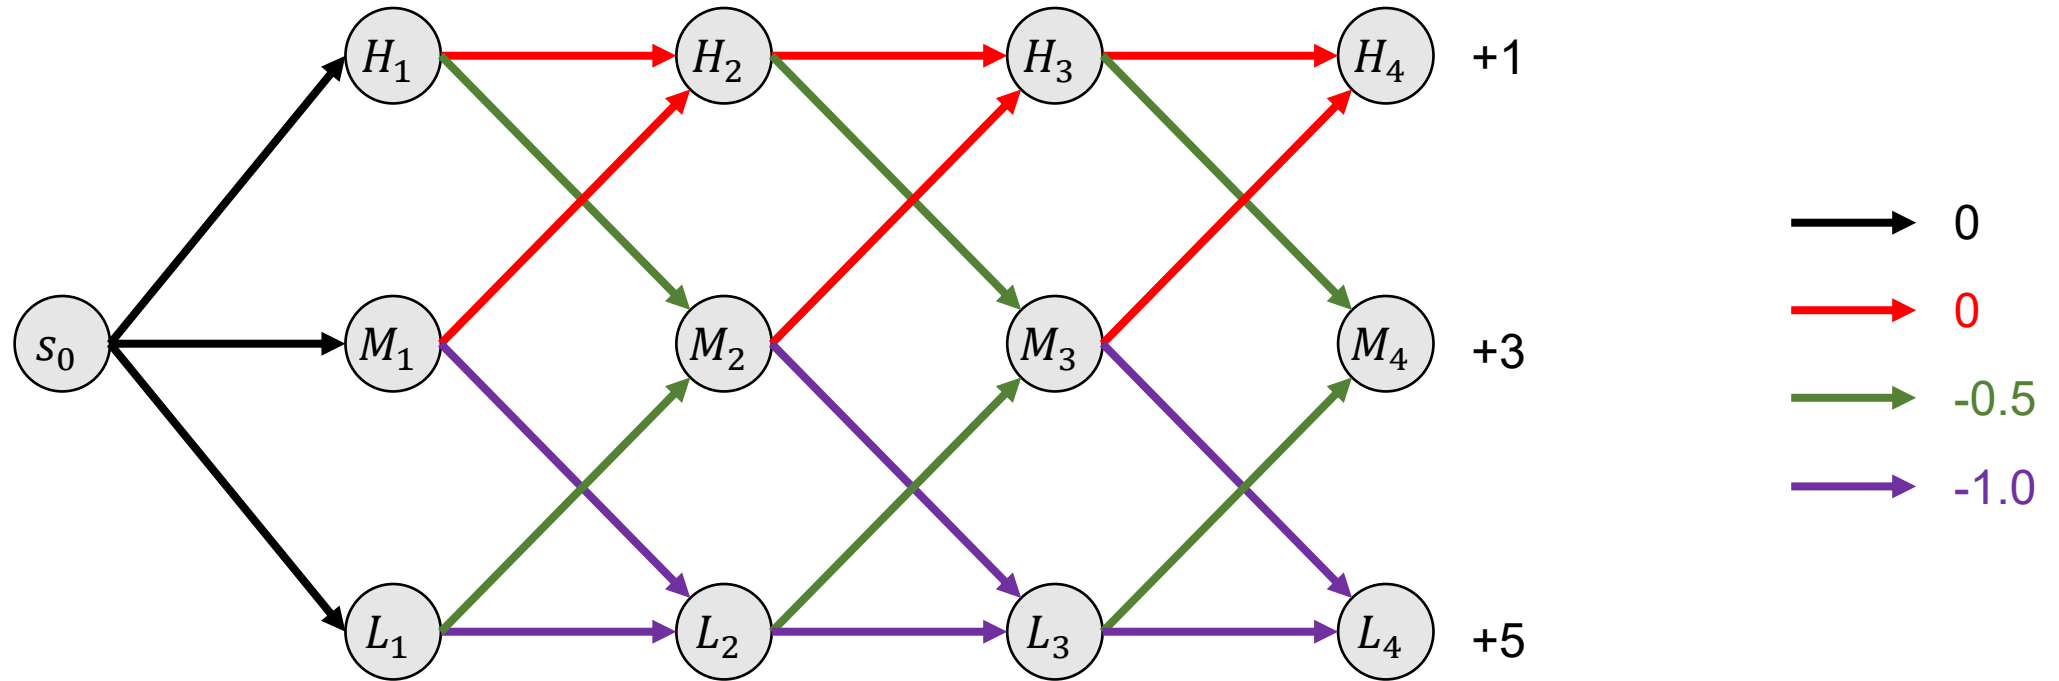 H₁ H₂ H₃ H₄ +1
0
0
s₀ M₁ M₂ M₃ M₄ +3
-0.5
-1.0
L₁ L₂ L₃ L₄ +5